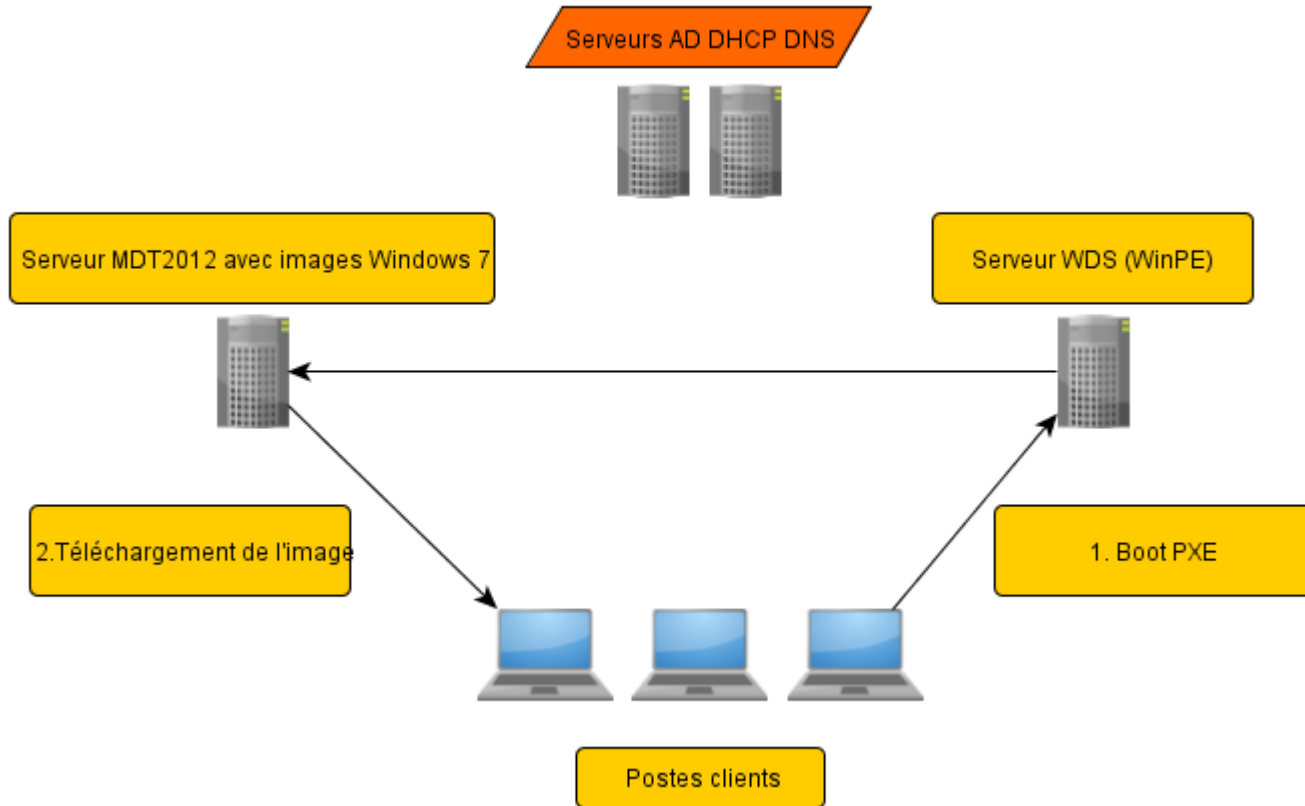 Serveurs AD DHCP DNS
Serveur MDT2012 avec images Windows 7
Serveur WDS (WinPE)
2.Téléchargement de l'image
1. Boot PXE
Postes clients